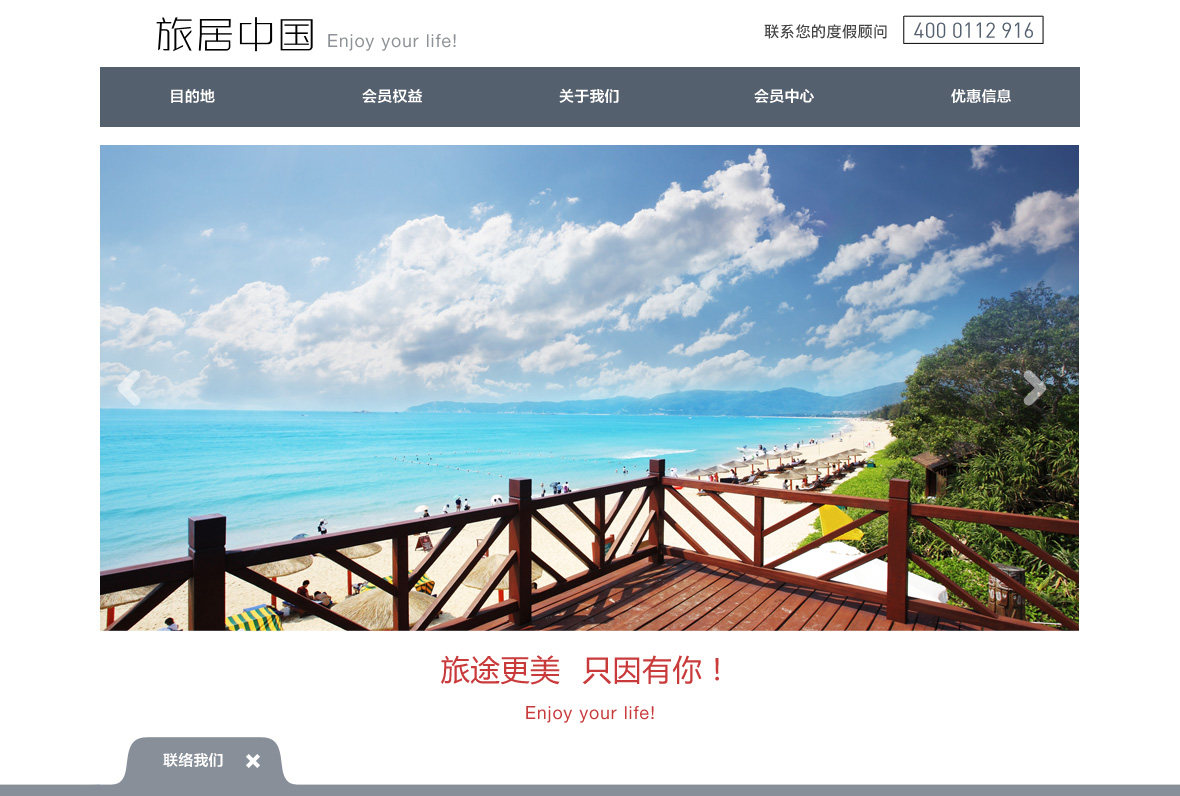 旅居中国 Enjoy your life!
联系您的度假顾问 400 0112 916
目的地 会员权益 关于我们 会员中心 优惠信息
旅途更美 只因有你！
Enjoy your life!
联络我们